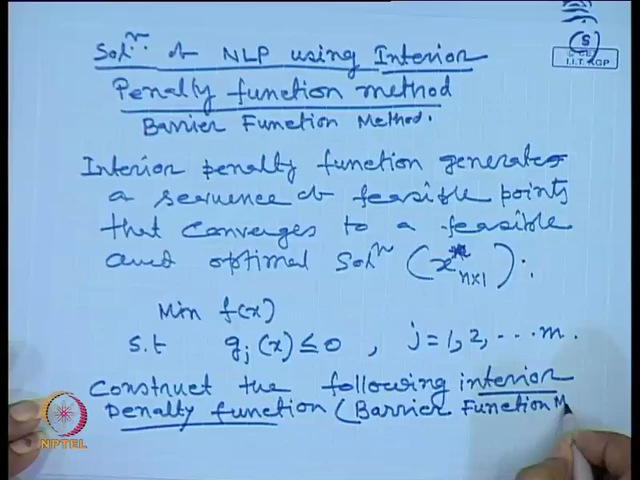 (5)
I.I.T. KGP
Solⁿ of NLP using Interior
Penalty function method
Barrier Function Method.
Interior penalty function generates
a sequence of feasible points
that converges to a feasible
and optimal Solⁿ (x*n×1).
Min f(x)
s.t gj(x) ≤ 0, j = 1, 2, ... m.
Construct the following interior
penalty function (Barrier Function M
NPTEL